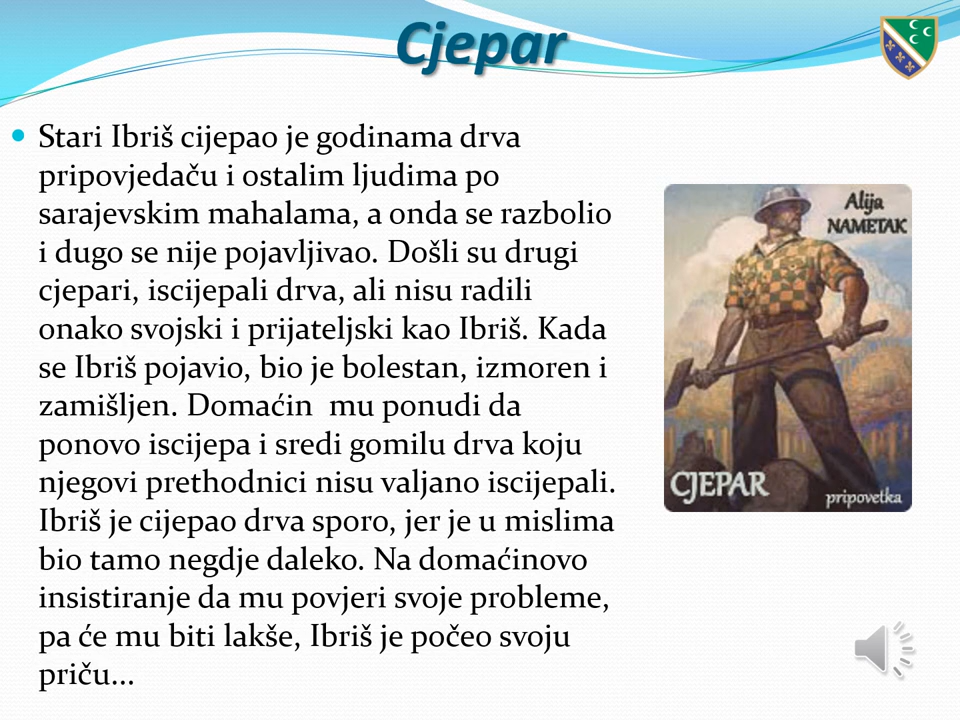 Cjepar
Stari Ibriš cijepao je godinama drva
pripovjedaču i ostalim ljudima po
sarajevskim mahalama, a onda se razbolio
i dugo se nije pojavljivao. Došli su drugi
cjepari, iscijepali drva, ali nisu radili
onako svojski i prijateljski kao Ibriš. Kada
se Ibriš pojavio, bio je bolestan, izmoren i
zamišljen. Domaćin  mu ponudi da
ponovo iscijepa i sredi gomilu drva koju
njegovi prethodnici nisu valjano iscijepali.
Ibriš je cijepao drva sporo, jer je u mislima
bio tamo negdje daleko. Na domaćinovo
insistiranje da mu povjeri svoje probleme,
pa će mu biti lakše, Ibriš je počeo svoju
priču...
Alija
NAMETAK
CJEPAR
pripovetka